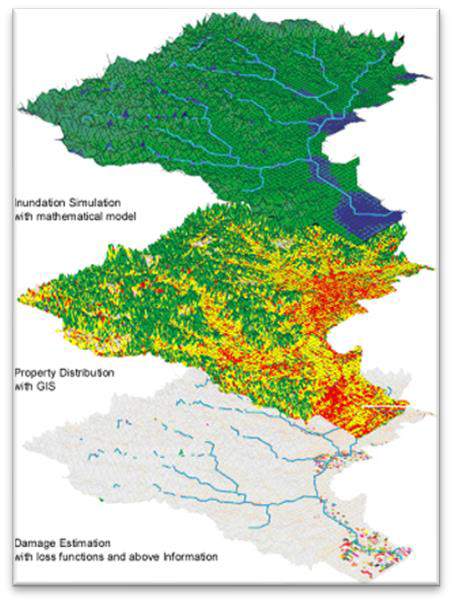 Inundation Simulation
with mathematical model
Property Distribution
with GIS
Damage Estimation
with loss functions and above Information